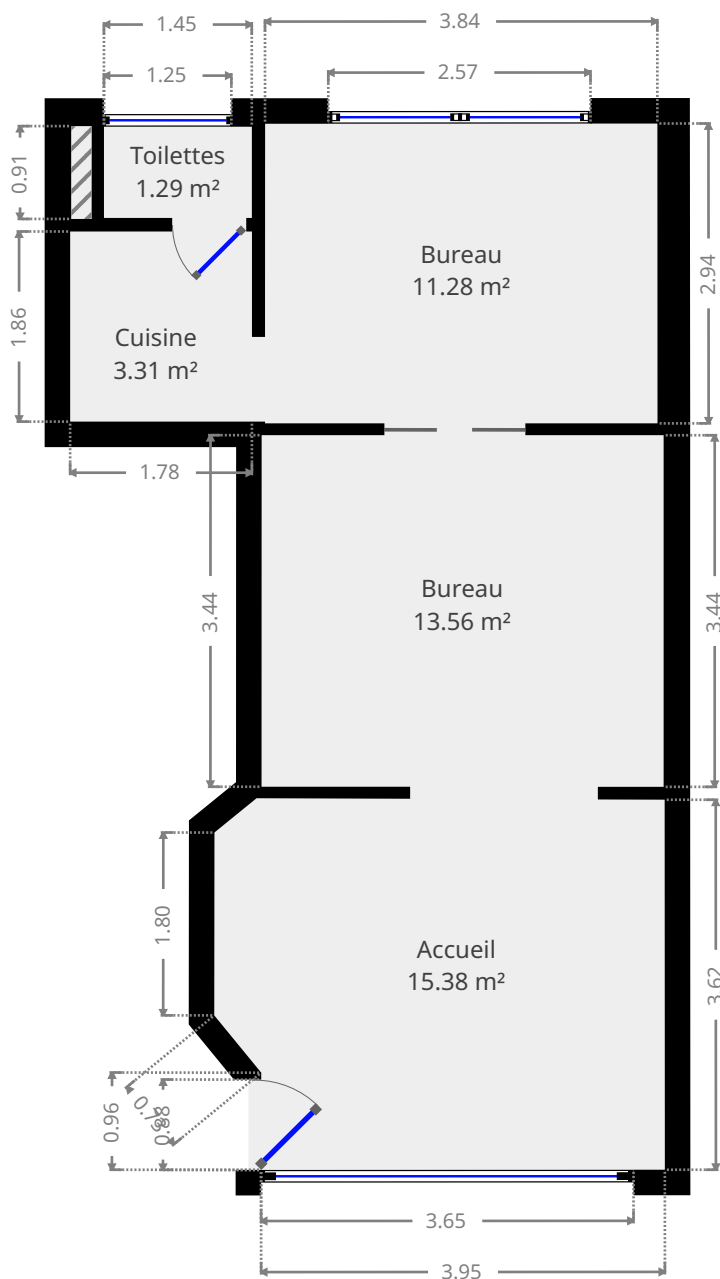 1.45
3.84
1.25
2.57
0.91
Toilettes
1.29 m²
Bureau
11.28 m²
2.94
1.86
Cuisine
3.31 m²
1.78
3.44
Bureau
13.56 m²
3.44
1.80
Accueil
15.38 m²
3.62
0.96
0.88
3.65
3.95